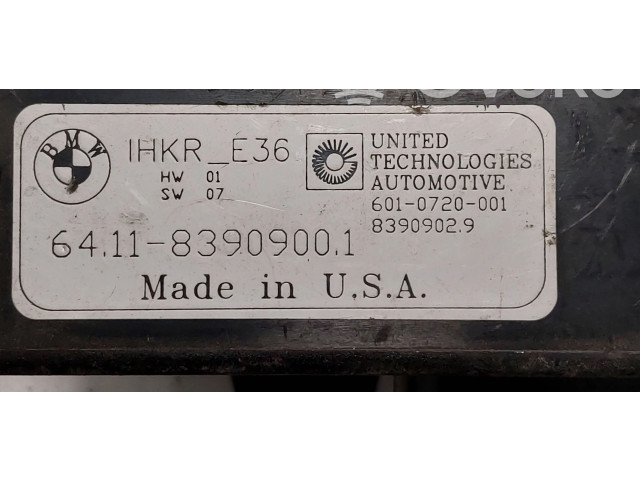 BMW
IHKR_E36
HW 01
SW 07
64.11-8390900.1
UNITED
TECHNOLOGIES
AUTOMOTIVE
601-0720-001
8390902.9
Made in U.S.A.